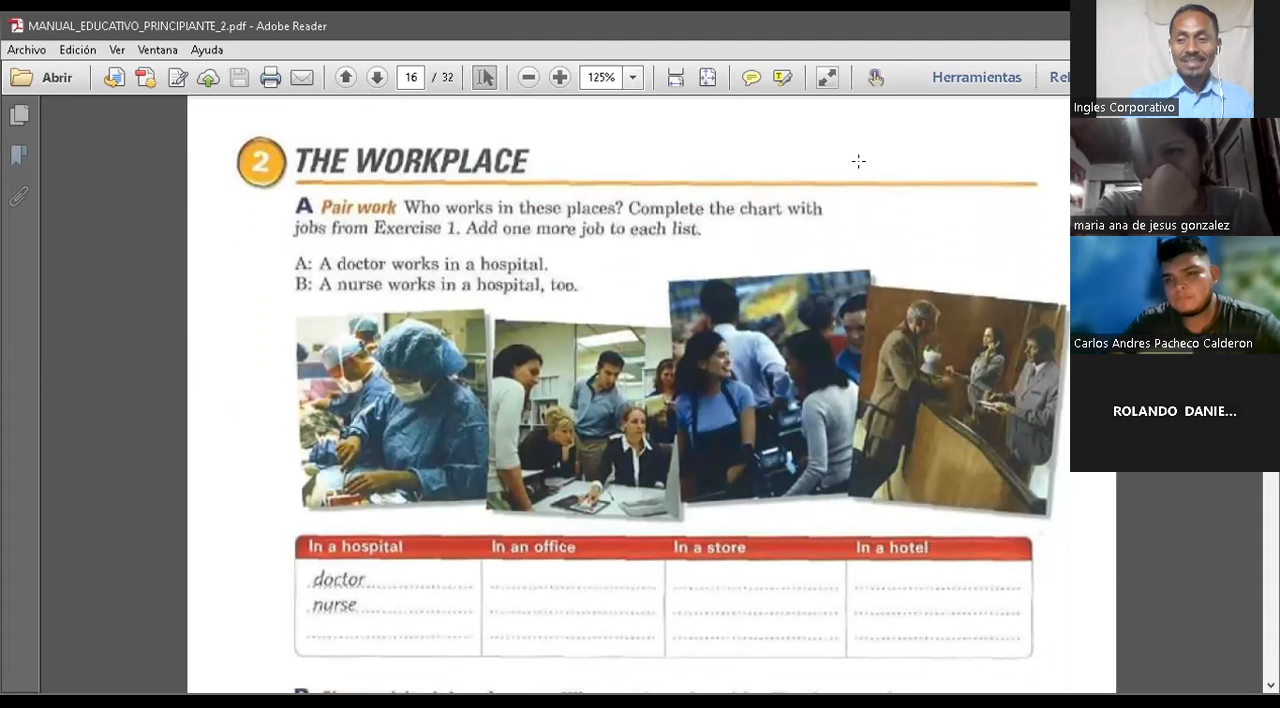 MANUAL_EDUCATIVO_PRINCIPIANTE_2.pdf - Adobe Reader
Archivo Edición Ver Ventana Ayuda
Abrir 16 / 32 125% Herramientas
Ingles Corporativo
maria ana de jesus gonzalez
Carlos Andres Pacheco Calderon
ROLANDO DANIE...
2 THE WORKPLACE
A Pair work Who works in these places? Complete the chart with
jobs from Exercise 1. Add one more job to each list.
A: A doctor works in a hospital.
B: A nurse works in a hospital, too.
In a hospital In an office In a store In a hotel
doctor
nurse